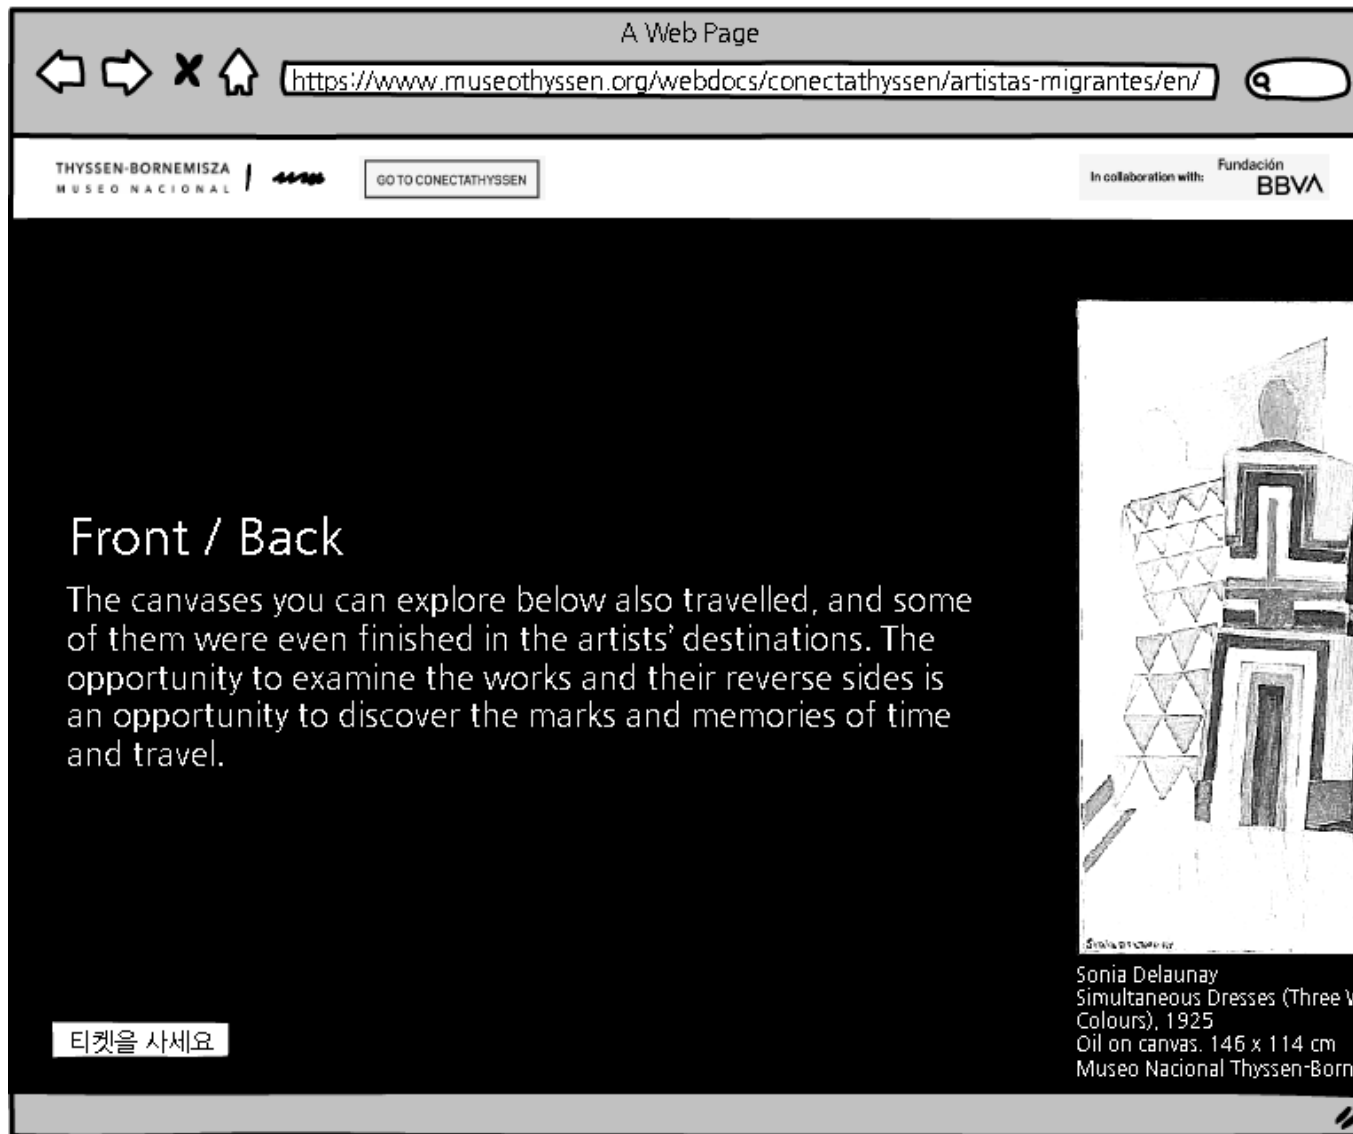 A Web Page
https://www.museothyssen.org/webdocs/conectathyssen/artistas-migrantes/en/
THYSSEN-BORNEMISZA
MUSEO NACIONAL
GO TO CONECTATHYSSEN
In collaboration with:
Fundación
BBVA
Front / Back
The canvases you can explore below also travelled, and some
of them were even finished in the artists’ destinations. The
opportunity to examine the works and their reverse sides is
an opportunity to discover the marks and memories of time
and travel.
티켓을 사세요
Sonia Delaunay
Simultaneous Dresses (Three
Colours), 1925
Oil on canvas. 146 x 114 cm
Museo Nacional Thyssen-Born